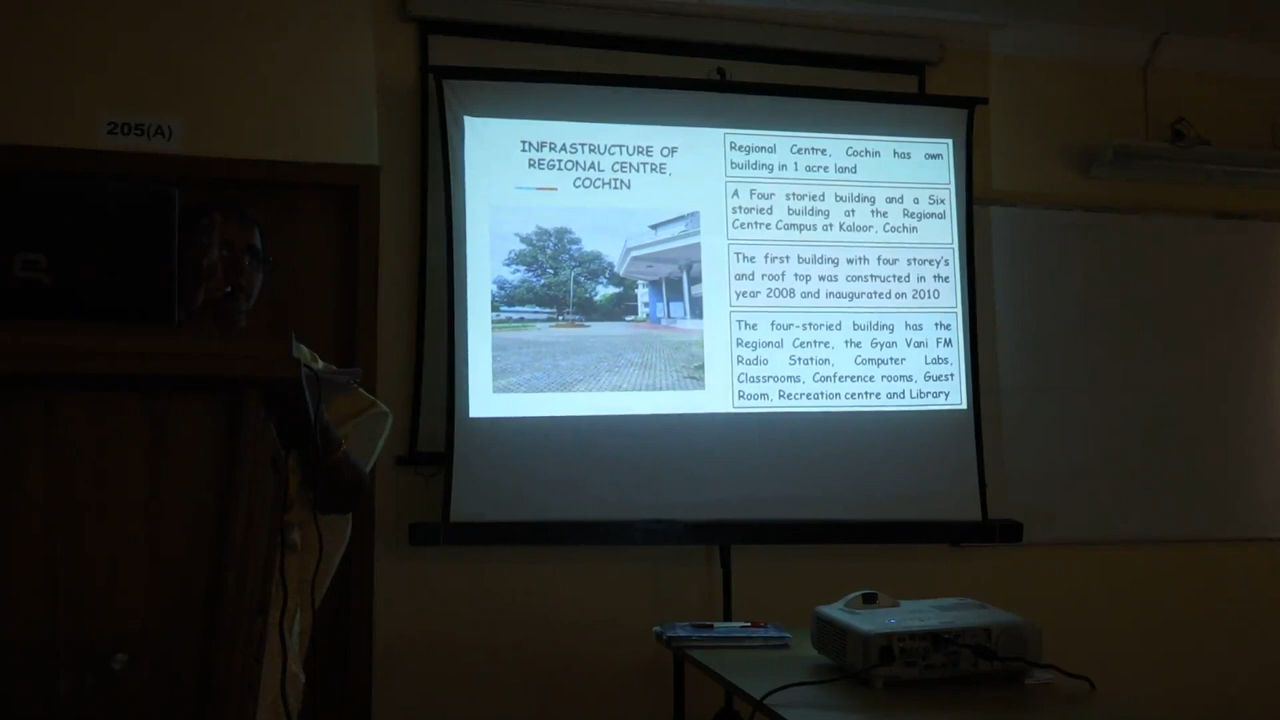 205(A)
INFRASTRUCTURE OF
REGIONAL CENTRE,
COCHIN
Regional Centre, Cochin has own
building in 1 acre land
A Four storied building and a Six
storied building at the Regional
Centre Campus at Kaloor, Cochin
The first building with four storey's
and roof top was constructed in the
year 2008 and inaugurated on 2010
The four-storied building has the
Regional Centre, the Gyan Vani FM
Radio Station, Computer Labs,
Classrooms, Conference rooms, Guest
Room, Recreation centre and Library